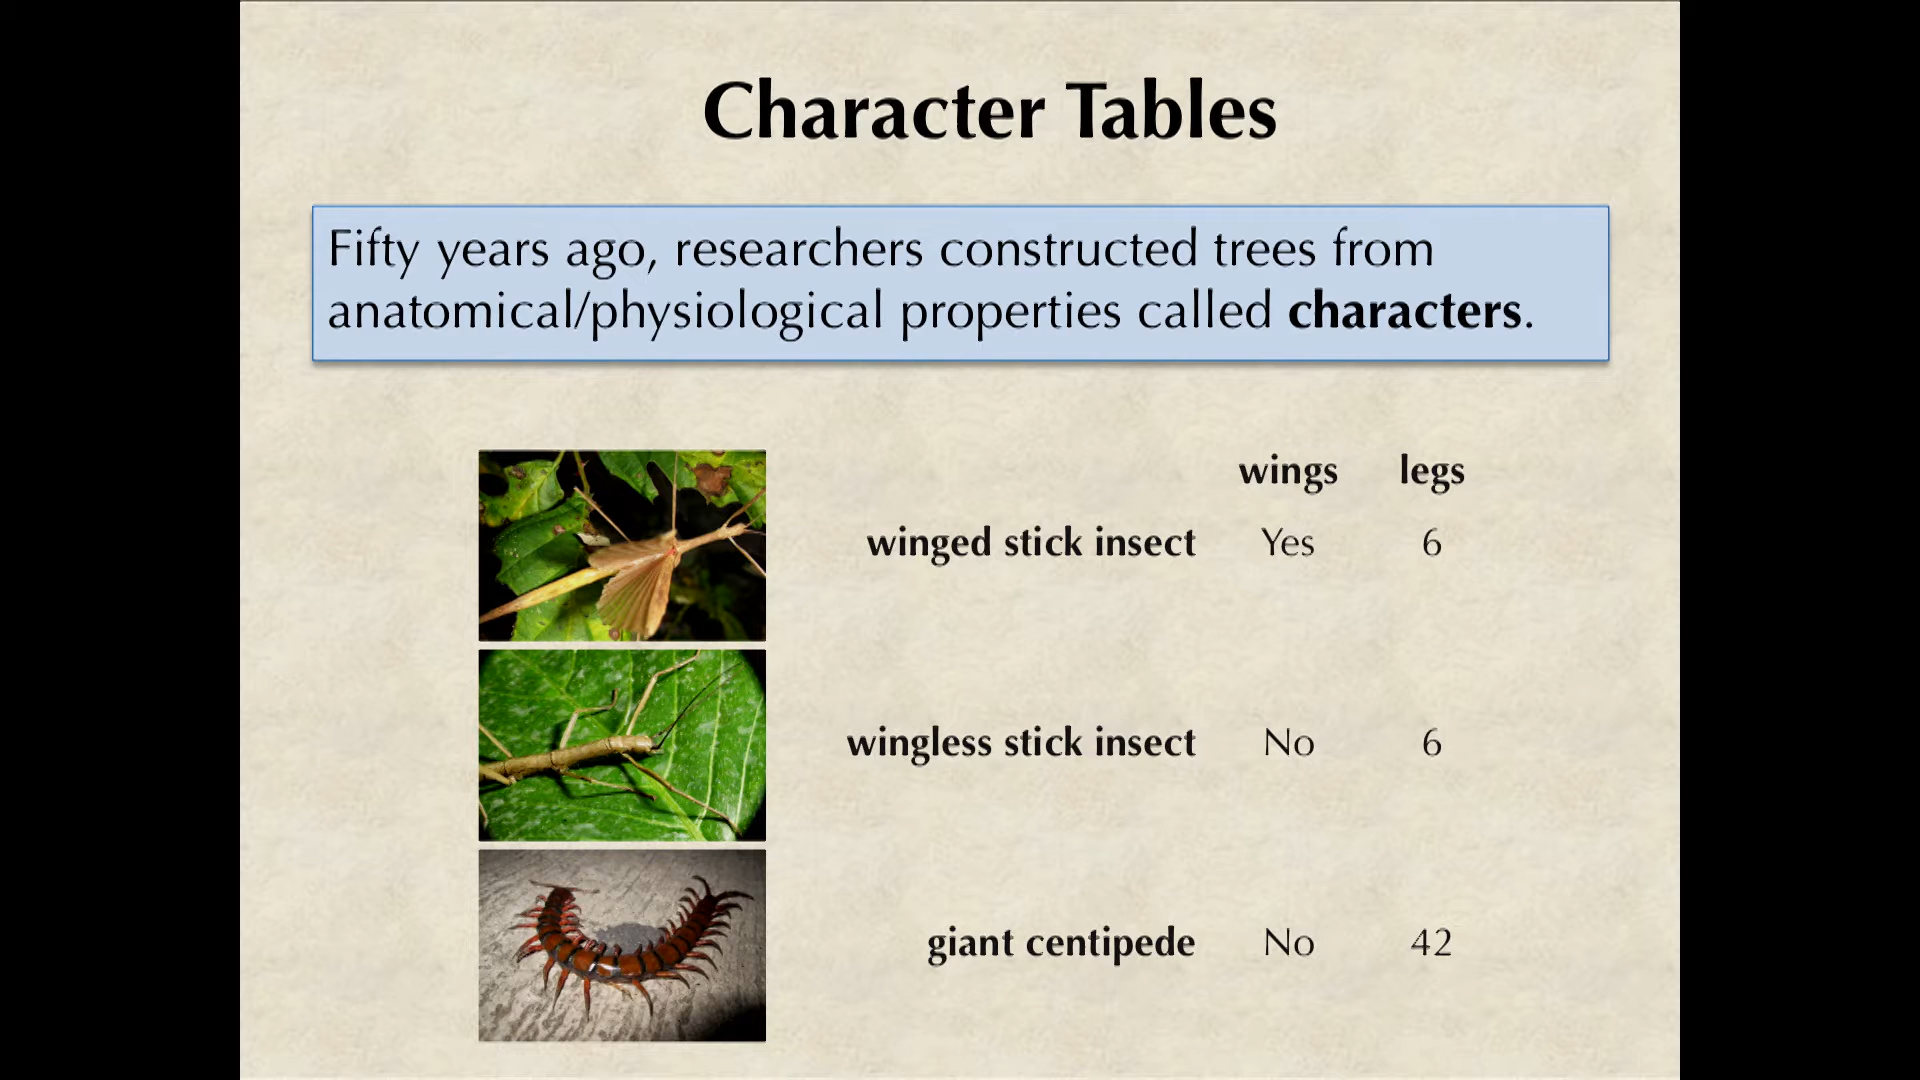 Character Tables
Fifty years ago, researchers constructed trees from
anatomical/physiological properties called characters.
wings legs
winged stick insect Yes 6
wingless stick insect No 6
giant centipede No 42